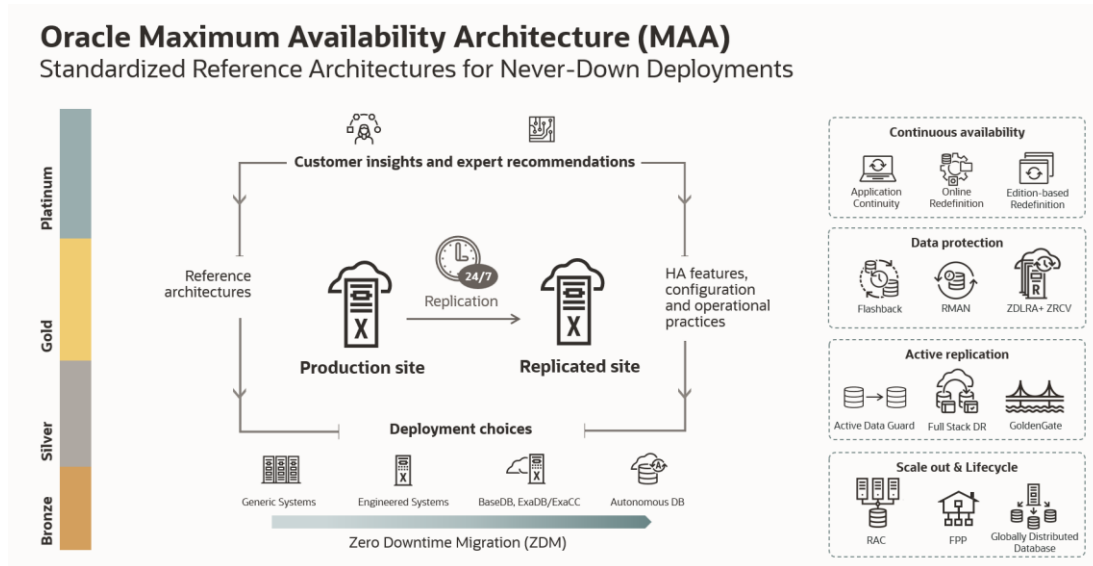 Oracle Maximum Availability Architecture (MAA)
Standardized Reference Architectures for Never-Down Deployments
Platinum
Gold
Silver
Bronze
Customer insights and expert recommendations
Reference
architectures
24/7
Replication
HA features,
configuration
and operational
practices
X
X
Production site
Replicated site
Deployment choices
X
X
A
Generic Systems
Engineered Systems
BaseDB, ExaDB/ExaCC
Autonomous DB
Zero Downtime Migration (ZDM)
Continuous availability
Application
Continuity
Online
Redefinition
Edition-based
Redefinition
Data protection
R
Flashback
RMAN
ZDLRA+ ZRCV
Active replication
Active Data Guard
Full Stack DR
GoldenGate
Scale out & Lifecycle
RAC
FPP
Globally Distributed
Database